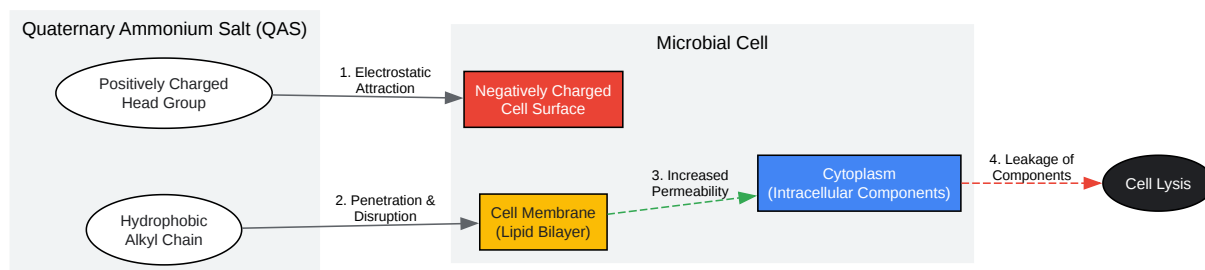 Quaternary Ammonium Salt (QAS)
Positively Charged
Head Group
Hydrophobic
Alkyl Chain
1. Electrostatic
Attraction
2. Penetration &
Disruption
Microbial Cell
Negatively Charged
Cell Surface
Cell Membrane
(Lipid Bilayer)
3. Increased
Permeability
Cytoplasm
(Intracellular Components)
4. Leakage of
Components
Cell Lysis